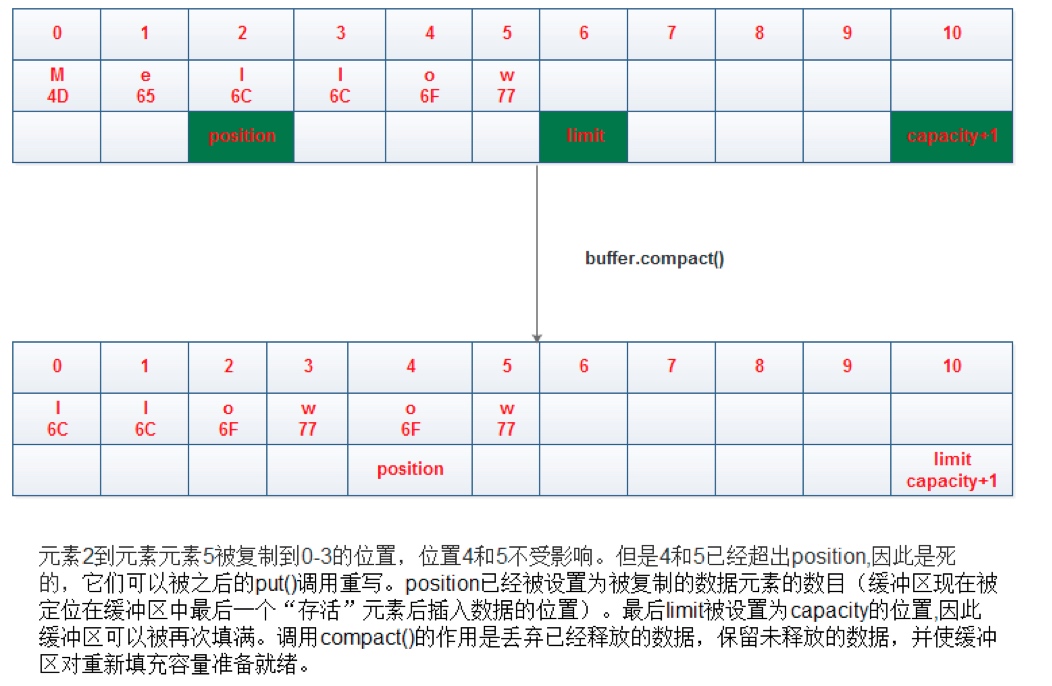 0 1 2 3 4 5 6 7 8 9 10
M e l l o w
4D 65 6C 6C 6F 77
position limit capacity+1
buffer.compact()
0 1 2 3 4 5 6 7 8 9 10
l l o w o w
6C 6C 6F 77 6F 77
position limit
capacity+1
元素2到元素元素5被复制到0-3的位置，位置4和5不受影响。但是4和5已经超出position,因此是死
的，它们可以被之后的put()调用重写。position已经被设置为被复制的数据元素的数目（缓冲区现在被
定位在缓冲区中最后一个“存活”元素后插入数据的位置）。最后limit被设置为capacity的位置,因此
缓冲区可以被再次填满。调用compact()的作用是丢弃已经释放的数据，保留未释放的数据，并使缓冲
区对重新填充容量准备就绪。